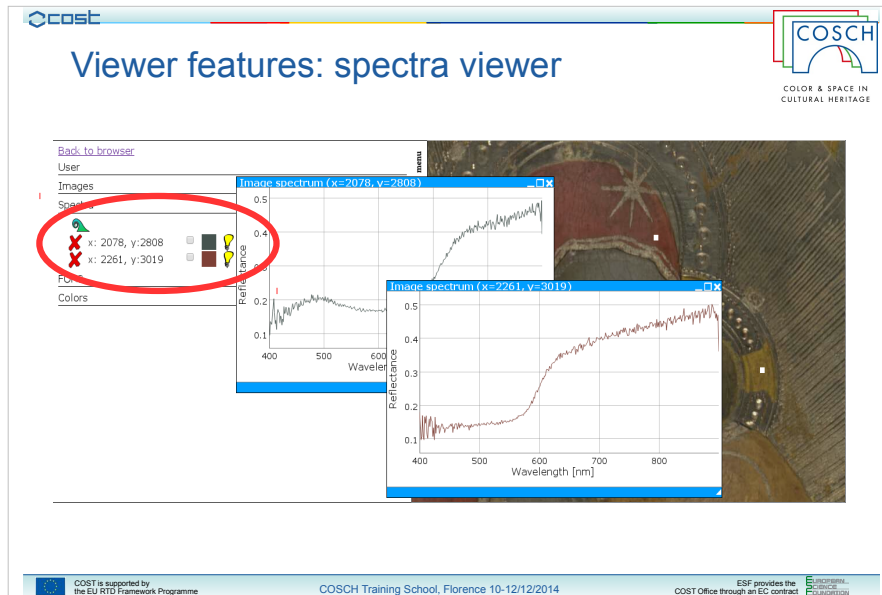 cost
COSCH
COLOR & SPACE IN
CULTURAL HERITAGE
Viewer features: spectra viewer
Back to browser
User
Images
menu
x: 2078, y:2808
x: 2261, y:3019
Colors
Image spectrum (x=2078, y=2808)
0.5
0.4
0.2
0.1
Reflectance
400
500
Image spectrum (x=2261, y=3019)
0.5
0.4
0.3
0.2
0.1
Reflectance
400
500
600
700
800
Wavelength [nm]
COST is supported by
the EU RTD Framework Programme
COSCH Training School, Florence 10-12/12/2014
ESF provides the
COST Office through an EC contract
EUROPEAN
SCIENCE
FOUNDATION